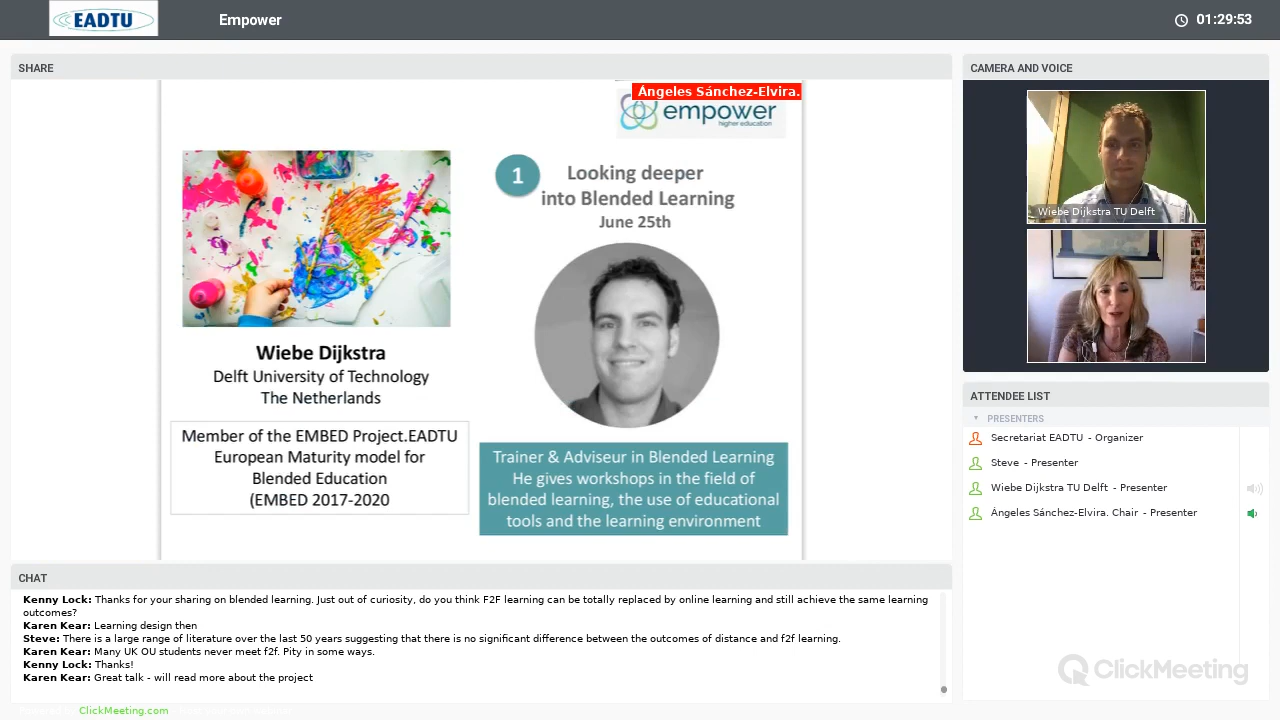 EADTU
Empower
01:29:53
SHARE
Ángeles Sánchez-Elvira.
empower
higher education
1
Looking deeper
into Blended Learning
June 25th
Wiebe Dijkstra
Delft University of Technology
The Netherlands
Member of the EMBED Project.EADTU
European Maturity model for
Blended Education
(EMBED 2017-2020
Trainer & Adviseur in Blended Learning
He gives workshops in the field of
blended learning, the use of educational
tools and the learning environment
CAMERA AND VOICE
Wiebe Dijkstra TU Delft
ATTENDEE LIST
PRESENTERS
Secretariat EADTU - Organizer
Steve - Presenter
Wiebe Dijkstra TU Delft - Presenter
Ángeles Sánchez-Elvira. Chair - Presenter
CHAT
Kenny Lock: Thanks for your sharing on blended learning. Just out of curiosity, do you think F2F learning can be totally replaced by online learning and still achieve the same learning
outcomes?
Karen Kear: Learning design then
Steve: There is a large range of literature over the last 50 years suggesting that there is no significant difference between the outcomes of distance and f2f learning.
Karen Kear: Many UK OU students never meet f2f. Pity in some ways.
Kenny Lock: Thanks!
Karen Kear: Great talk - will read more about the project
ClickMeeting
ClickMeeting.com